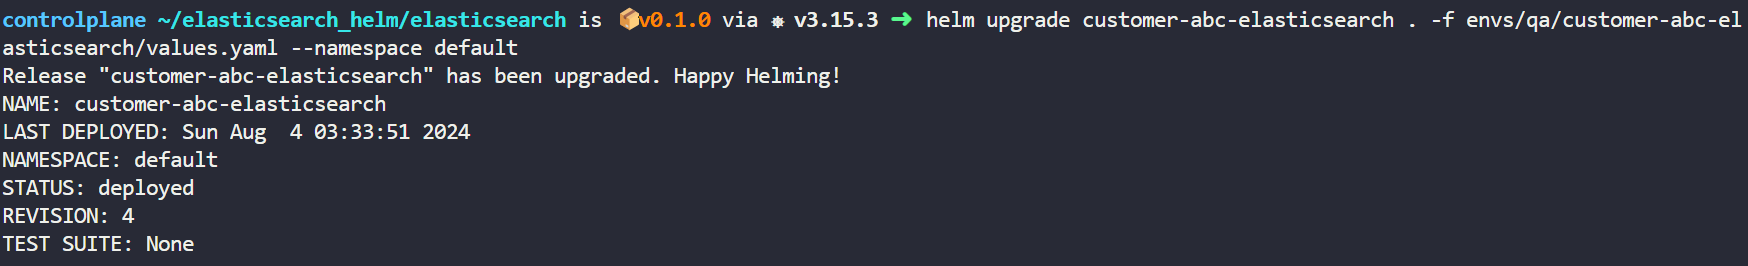 controlplane ~/elasticsearch_helm/elasticsearch is 📦v0.1.0 via ⎈ v3.15.3 ➜ helm upgrade customer-abc-elasticsearch . -f envs/qa/customer-abc-el
asticsearch/values.yaml --namespace default
Release "customer-abc-elasticsearch" has been upgraded. Happy Helming!
NAME: customer-abc-elasticsearch
LAST DEPLOYED: Sun Aug  4 03:33:51 2024
NAMESPACE: default
STATUS: deployed
REVISION: 4
TEST SUITE: None